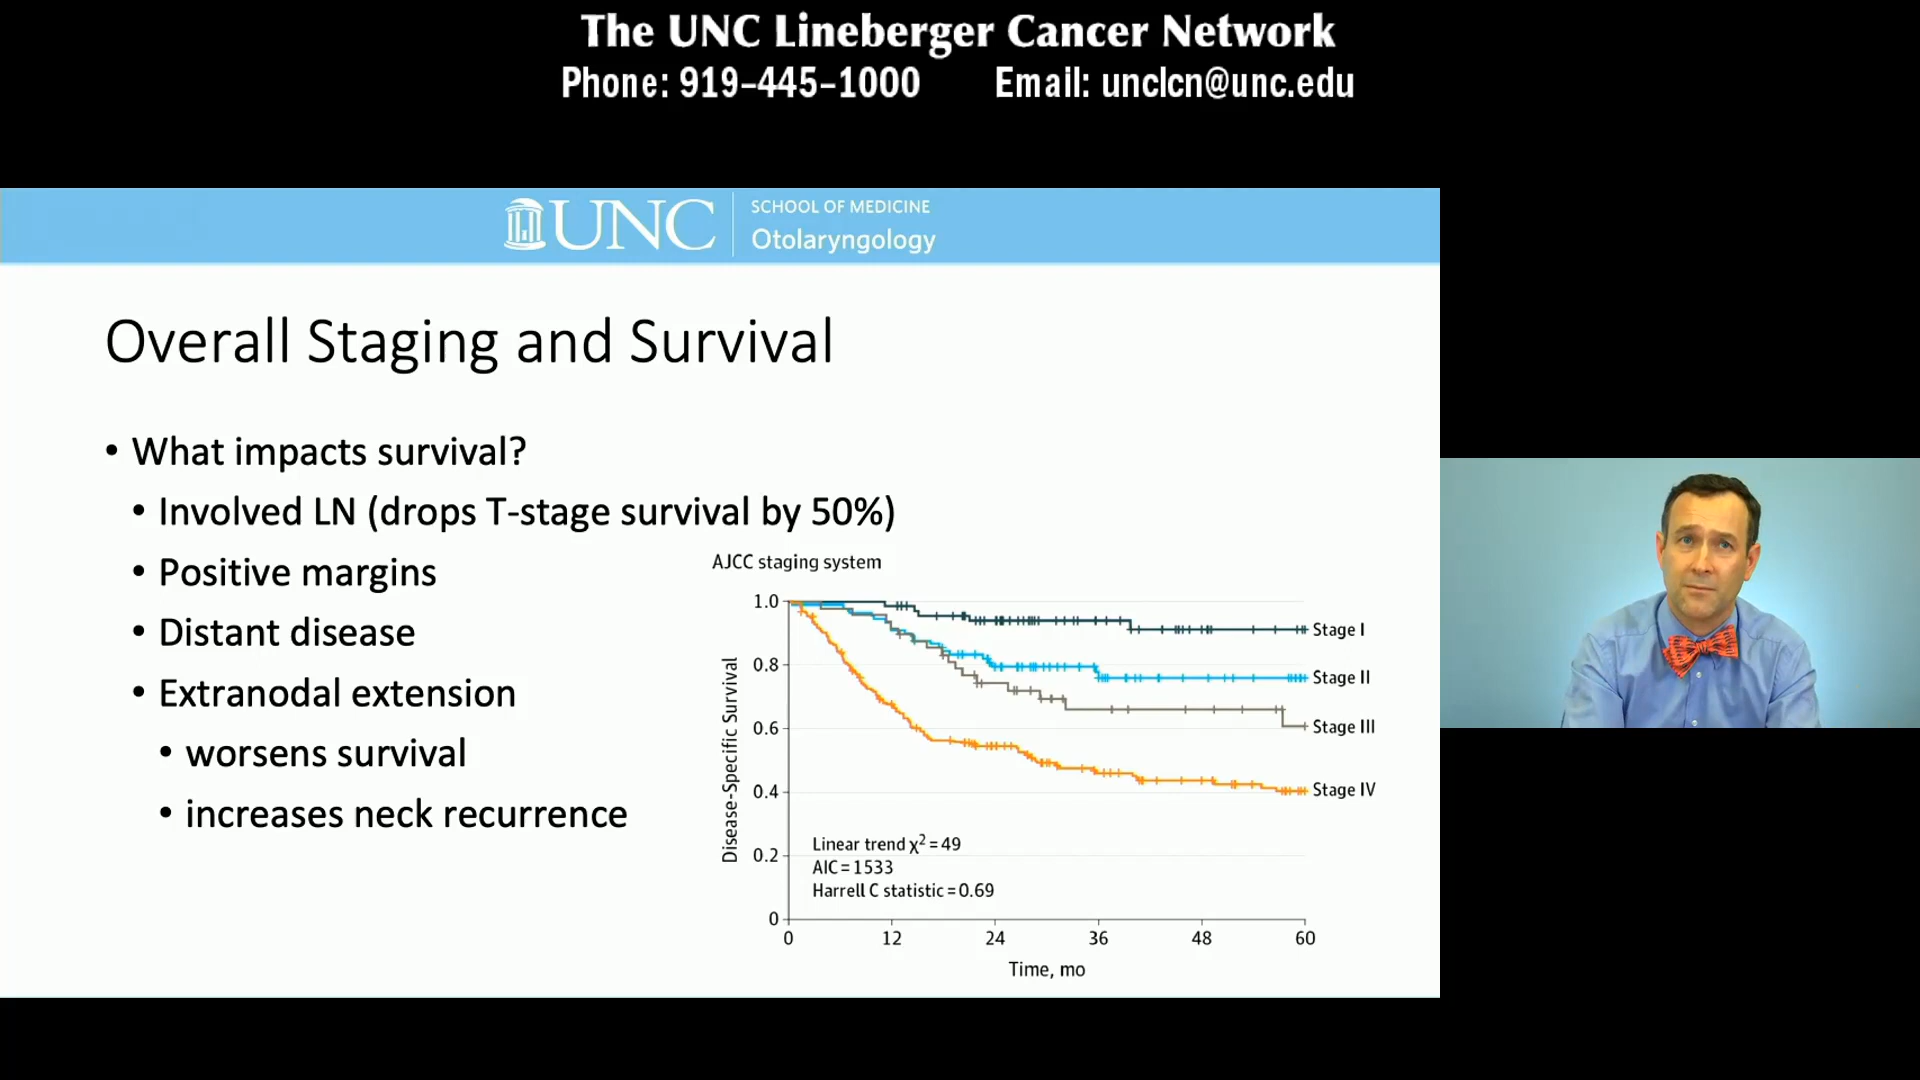 The UNC Lineberger Cancer Network
Phone: 919-445-1000 Email: unclcn@unc.edu
UNC
SCHOOL OF MEDICINE
Otolaryngology
Overall Staging and Survival
• What impacts survival?
• Involved LN (drops T-stage survival by 50%)
• Positive margins
• Distant disease
• Extranodal extension
• worsens survival
• increases neck recurrence
AJCC staging system
Disease-Specific Survival
1.0
0.8
0.6
0.4
0.2
0
Stage I
Stage II
Stage III
Stage IV
Linear trend χ² = 49
AIC = 1533
Harrell C statistic = 0.69
0 12 24 36 48 60
Time, mo